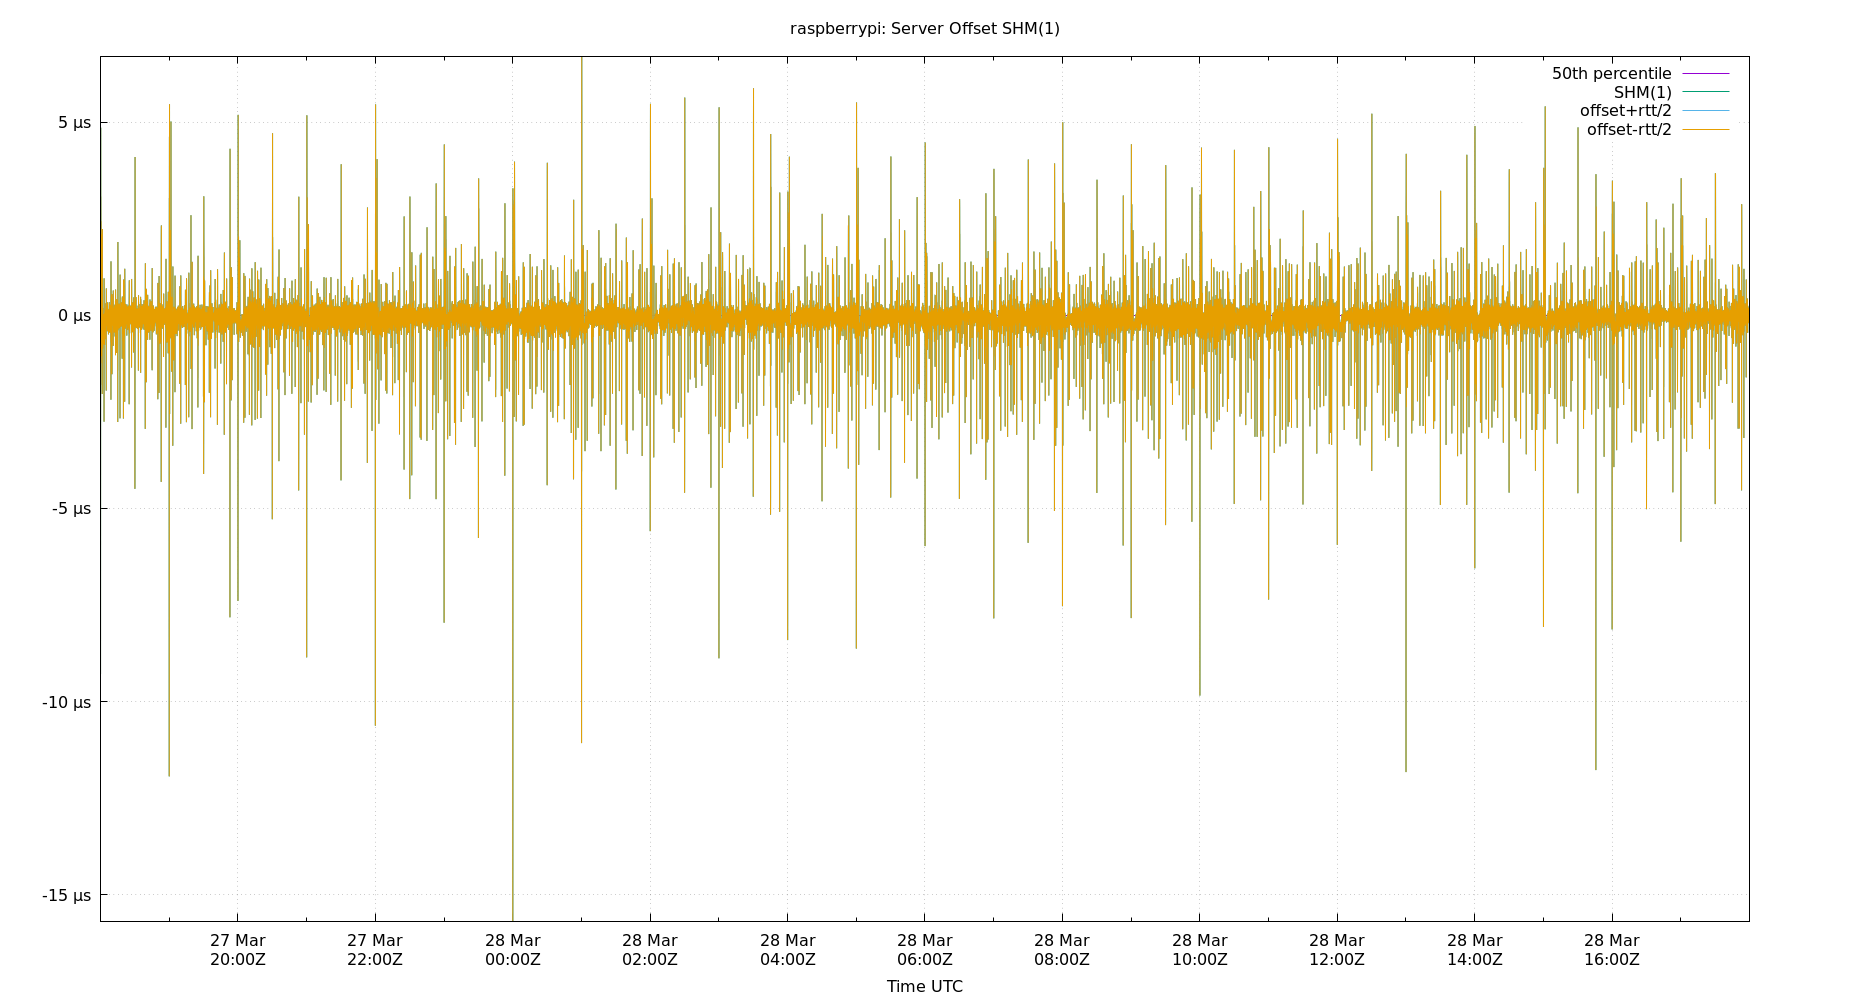 raspberrypi: Server Offset SHM(1)
50th percentile
SHM(1)
offset+rtt/2
offset-rtt/2
5 µs
0 µs
-5 µs
-10 µs
-15 µs
27 Mar 27 Mar 28 Mar 28 Mar 28 Mar 28 Mar 28 Mar 28 Mar 28 Mar 28 Mar 28 Mar
20:00Z 22:00Z 00:00Z 02:00Z 04:00Z 06:00Z 08:00Z 10:00Z 12:00Z 14:00Z 16:00Z
Time UTC